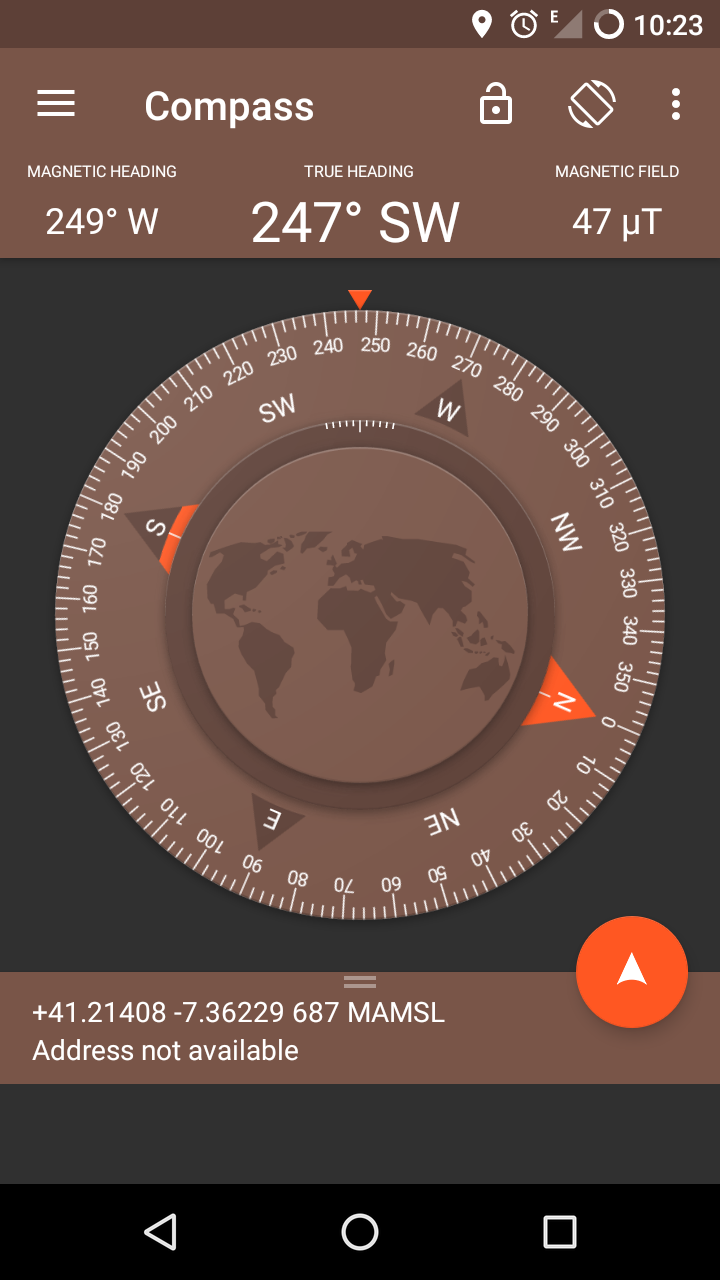 E 10:23
Compass
MAGNETIC HEADING TRUE HEADING MAGNETIC FIELD
249° W 247° SW 47 µT
240 250 260 270 280 290 300 310 320 330 340 350 0 10 20 30 40 50 60 70 80 90 100 110 120 130 140 150 160 170 180 190 200 210 220 230
SW W NW N NE E SE S
+41.21408 -7.36229 687 MAMSL
Address not available